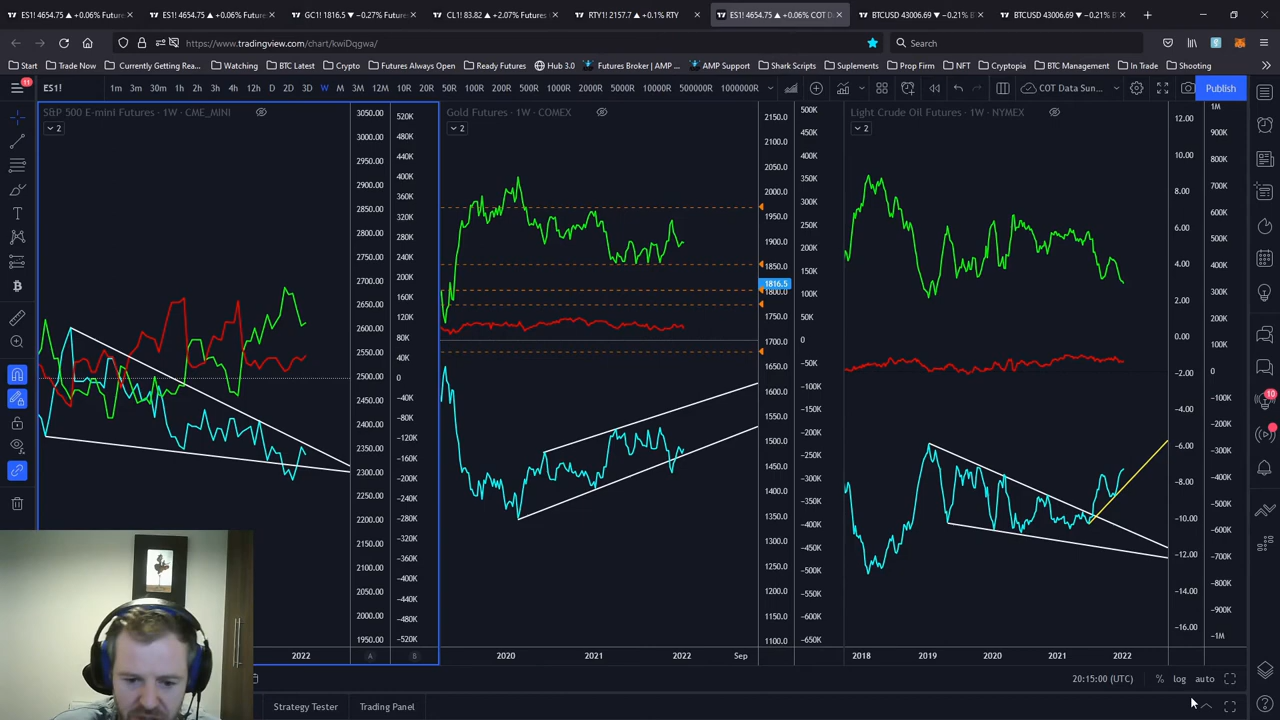 ES1! 4654.75 ▲ +0.06% Futures
ES1! 4654.75 ▲ +0.06% Futures
GC1! 1816.5 ▼ −0.27% Futures
CL1! 83.82 ▲ +2.07% Futures
RTY1! 2157.7 ▲ +0.1% RTY
ES1! 4654.75 ▲ +0.06% COT D
BTCUSD 43006.69 ▼ −0.21% B
BTCUSD 43006.69 ▼ −0.21% B
https://www.tradingview.com/chart/kwiDqgwa/
Search
Start
Trade Now
Currently Getting Rea...
Watching
BTC Latest
Crypto
Futures Always Open
Ready Futures
Hub 3.0
Futures Broker | AMP ...
AMP Support
Shark Scripts
Suplements
Prop Firm
NFT
Cryptopia
BTC Management
In Trade
Shooting
11
ES1!
1m 3m 30m 1h 2h 3h 4h 12h D 2D 3D W M 3M 12M 10R 20R 200R 500R 100R 500R 1000R 10000R 500000R 1000000R
COT Data Sun...
Publish
S&P 500 E-mini Futures · 1W · CME_MINI
2
3050.00
3000.00
2950.00
2900.00
2850.00
2800.00
2750.00
2700.00
2650.00
2600.00
2550.00
2500.00
2450.00
2400.00
2350.00
2300.00
2250.00
2200.00
2150.00
2100.00
2050.00
2000.00
1950.00
520K
480K
440K
400K
360K
320K
280K
240K
200K
160K
120K
80K
40K
0
−40K
−80K
−120K
−160K
−200K
−240K
−280K
−320K
−360K
−400K
−440K
−480K
−520K
2022
A
B
Gold Futures · 1W · COMEX
2
2150.0
2100.0
2050.0
2000.0
1950.0
1900.0
1850.0
1816.5
1800.0
1750.0
1700.0
1650.0
1600.0
1550.0
1500.0
1450.0
1400.0
1350.0
1300.0
1250.0
1200.0
1150.0
1100.0
500K
450K
400K
350K
300K
250K
200K
150K
100K
50K
0
−50K
−100K
−150K
−200K
−250K
−300K
−350K
−400K
−450K
−500K
−550K
−600K
−650K
2020
2021
2022
Sep
Light Crude Oil Futures · 1W · NYMEX
2
12.00
10.00
8.00
6.00
4.00
2.00
0.00
−2.00
−4.00
−6.00
−8.00
−10.00
−12.00
−14.00
−16.00
1M
900K
800K
700K
600K
500K
400K
300K
200K
100K
0
−100K
−200K
−300K
−400K
−500K
−600K
−700K
−800K
−900K
−1M
2018
2019
2020
2021
2022
10
20:15:00 (UTC)
%
log
auto
Strategy Tester
Trading Panel